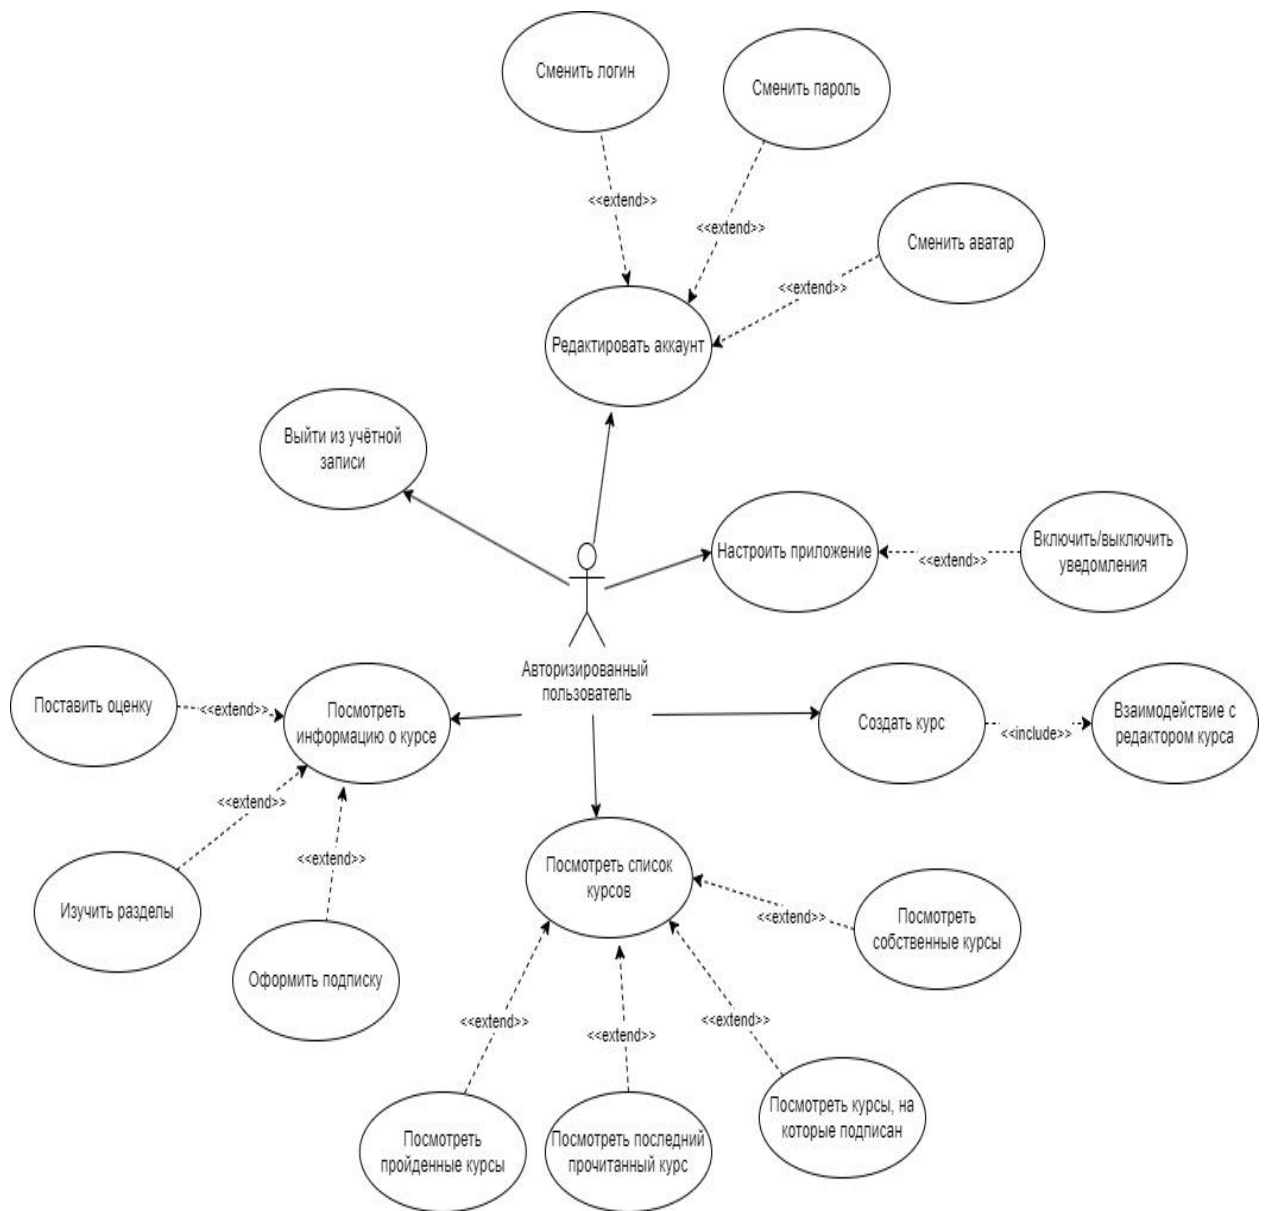 Сменить логин
Сменить пароль
<<extend>>
<<extend>>
Сменить аватар
<<extend>>
Редактировать аккаунт
Выйти из учётной
записи
Настроить приложение
<<extend>>
Включить/выключить
уведомления
Авторизированный
пользователь
Поставить оценку
<<extend>>
Посмотреть
информацию о курсе
Создать курс
<<include>>
Взаимодействие с
редактором курса
<<extend>>
<<extend>>
Изучить разделы
Оформить подписку
Посмотреть список
курсов
<<extend>>
Посмотреть
собственные курсы
<<extend>>
<<extend>>
<<extend>>
Посмотреть
пройденные курсы
Посмотреть последний
прочитанный курс
Посмотреть курсы, на
которые подписан